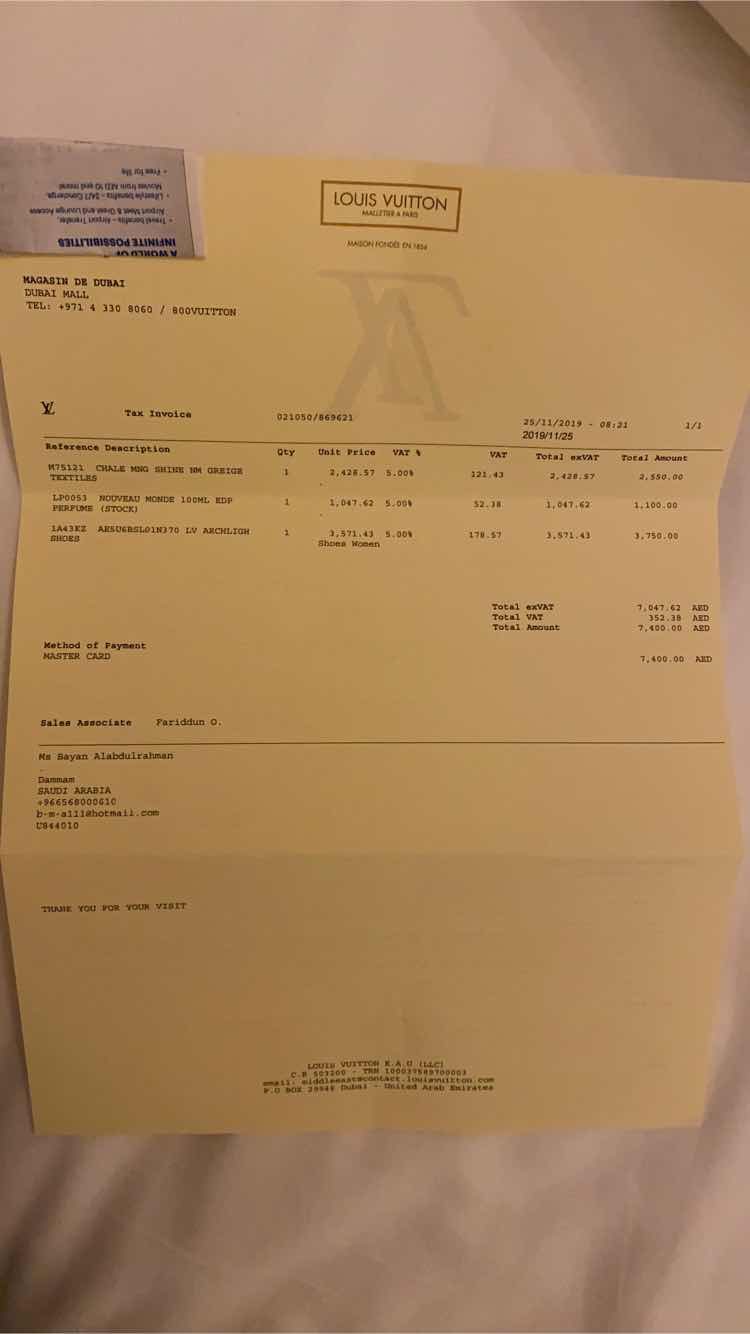 A WORLD OF
INFINITE POSSIBILITIES
• Travel benefits - Airport Transfer,
Airport Meet & Greet and Lounge Access
• Lifestyle benefits - 24/7 Concierge,
Movies from AED 10 and more!
• Free for life
LOUIS VUITTON
MALLETIER A PARIS
MAISON FONDÉE EN 1854
MAGASIN DE DUBAI
DUBAI MALL
TEL: +971 4 330 8060 / 800VUITTON
LV Tax Invoice 021050/869621 25/11/2019 - 08:21 1/1
2019/11/25
Reference Description Qty Unit Price VAT % VAT Total exVAT Total Amount
M75121 CHALE MNG SHINE NM GREIGE 1 2,428.57 5.00% 121.43 2,428.57 2,550.00
TEXTILES -
LP0053 NOUVEAU MONDE 100ML EDP 1 1,047.62 5.00% 52.38 1,047.62 1,100.00
PERFUME (STOCK) -
1A43KZ AESU6BSL01N370 LV ARCHLIGH 1 3,571.43 5.00% 178.57 3,571.43 3,750.00
SHOES Shoes Women
Total exVAT 7,047.62 AED
Total VAT 352.38 AED
Total Amount 7,400.00 AED
Method of Payment
MASTER CARD 7,400.00 AED
Sales Associate Fariddun O.
Ms Bayan Alabdulrahman
-
Dammam
SAUDI ARABIA
+966568000610
b-m-a111@hotmail.com
U844010
THANK YOU FOR YOUR VISIT
LOUIS VUITTON E.A.U (LLC)
C.R 503200 - TRN
email: middleeast@contact.louisvuitton.com
P.O BOX 29948 Dubai - United Arab Emirates